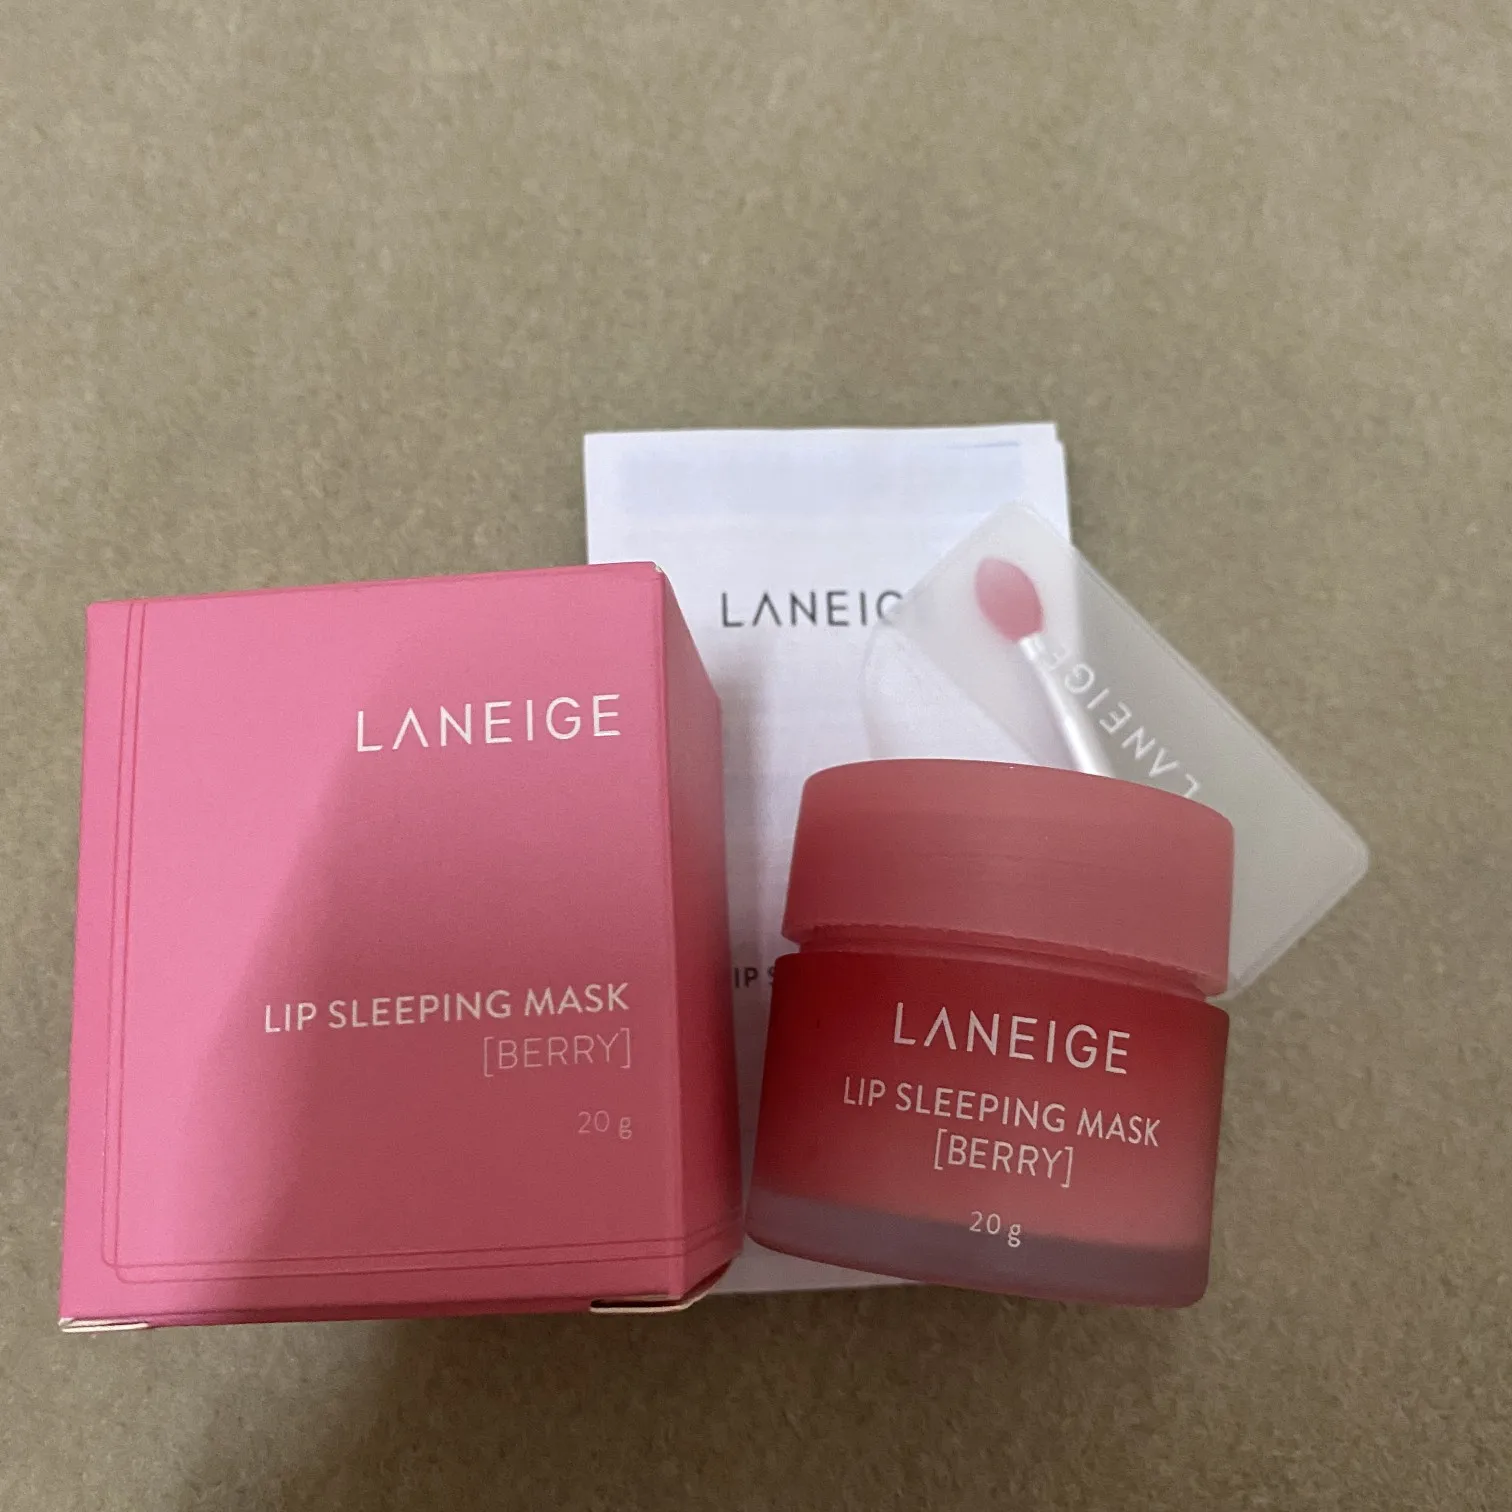 LANEIGE
LIP SLEEPING MASK
[BERRY]
20 g
LANEIG
LANEIGE
LANEIGE
LIP SLEEPING MASK
[BERRY]
20 g